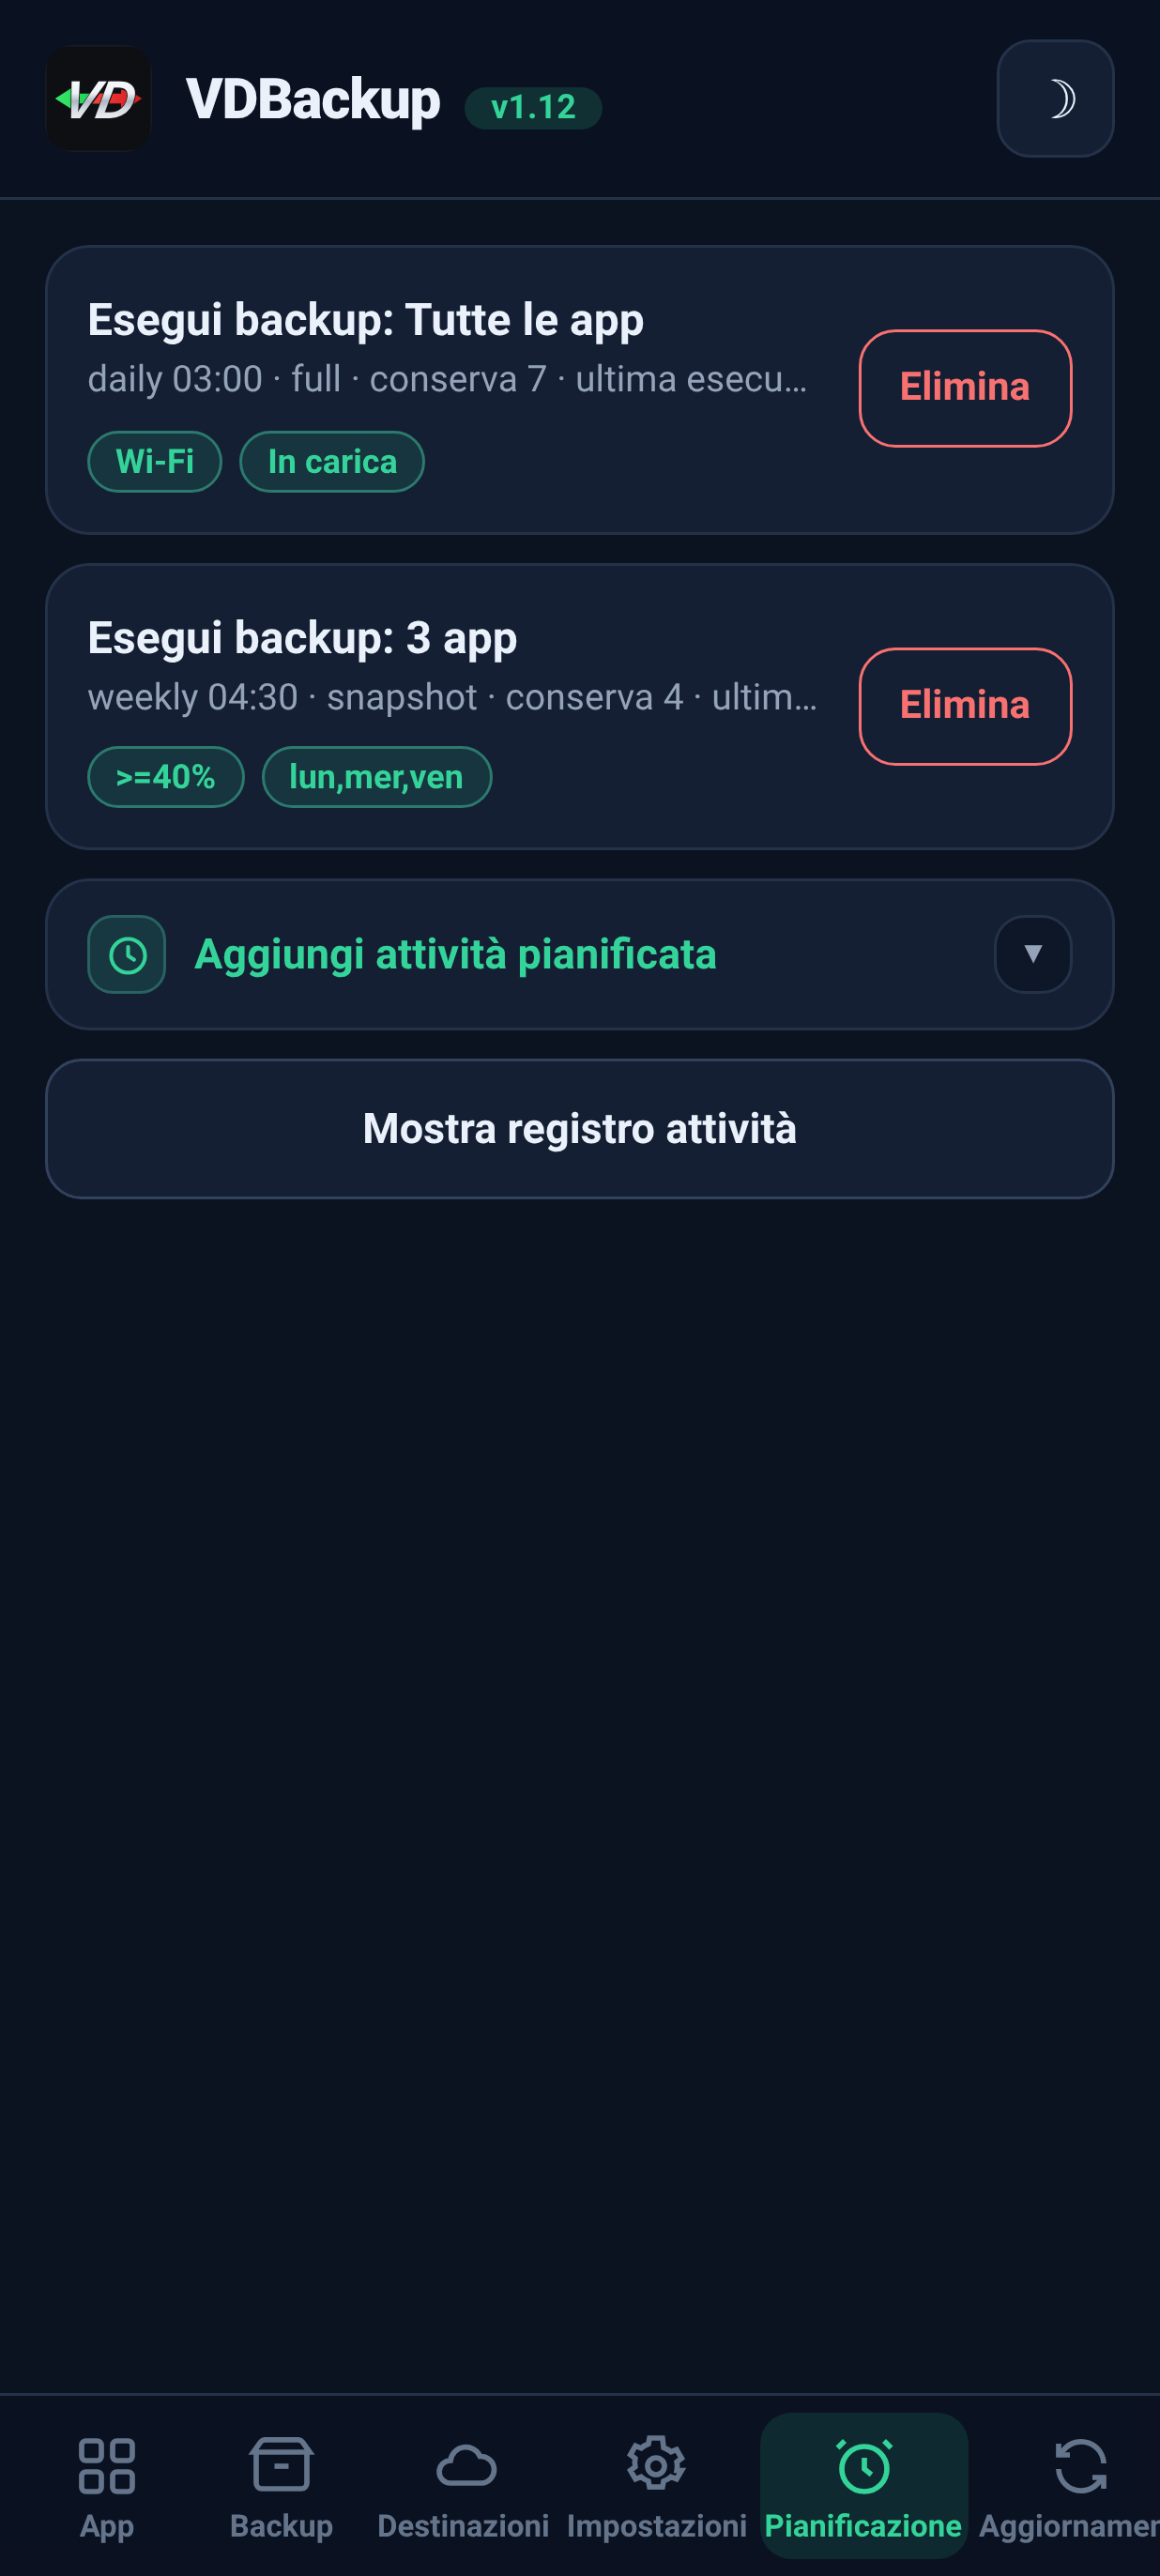 VD
VDBackup v1.12
Esegui backup: Tutte le app
daily 03:00 · full · conserva 7 · ultima esecu...
Elimina
Wi-Fi
In carica
Esegui backup: 3 app
weekly 04:30 · snapshot · conserva 4 · ultim...
Elimina
>=40%
lun,mer,ven
Aggiungi attività pianificata
Mostra registro attività
App
Backup
Destinazioni
Impostazioni
Pianificazione
Aggiornamer